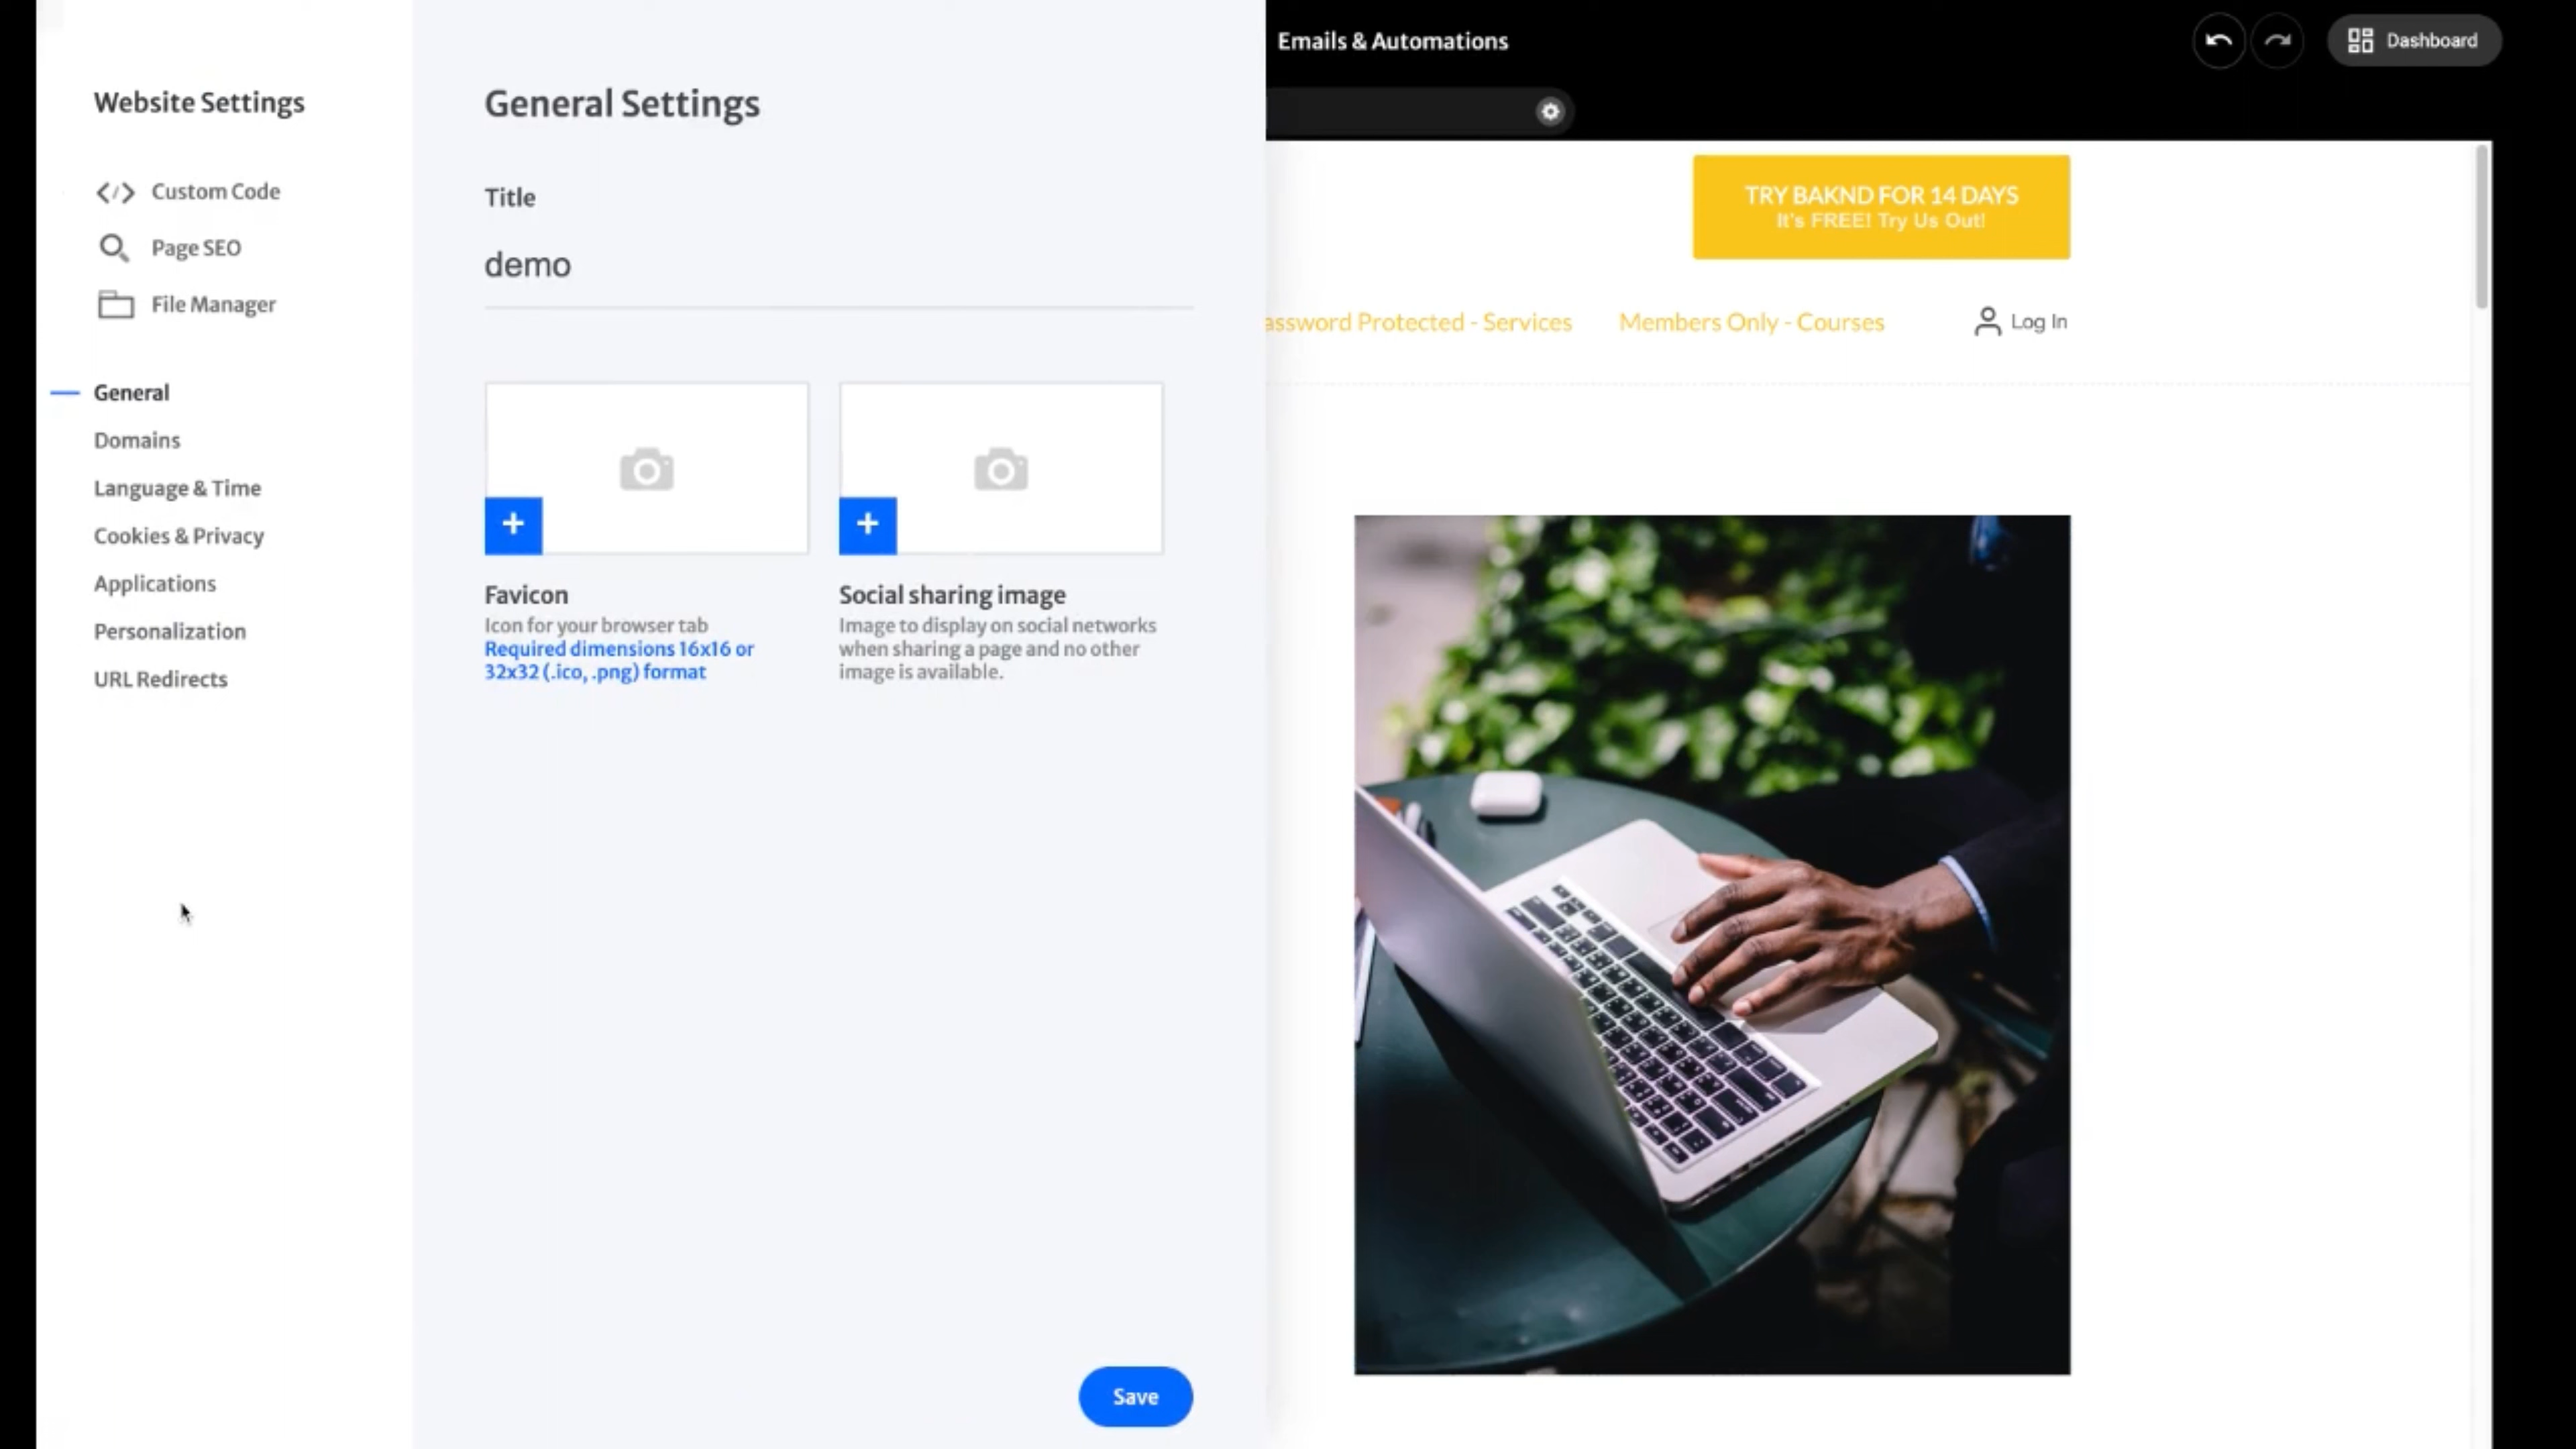 Website Settings
Custom Code
Page SEO
File Manager
General
Domains
Language & Time
Cookies & Privacy
Applications
Personalization
URL Redirects
General Settings
Title
demo
Favicon
Icon for your browser tab
Required dimensions 16x16 or
32x32 (.ico, .png) format
Social sharing image
Image to display on social networks
when sharing a page and no other
image is available.
Save
Emails & Automations
Dashboard
TRY BAKND FOR 14 DAYS
It's FREE! Try Us Out!
assword Protected - Services
Members Only - Courses
Log In